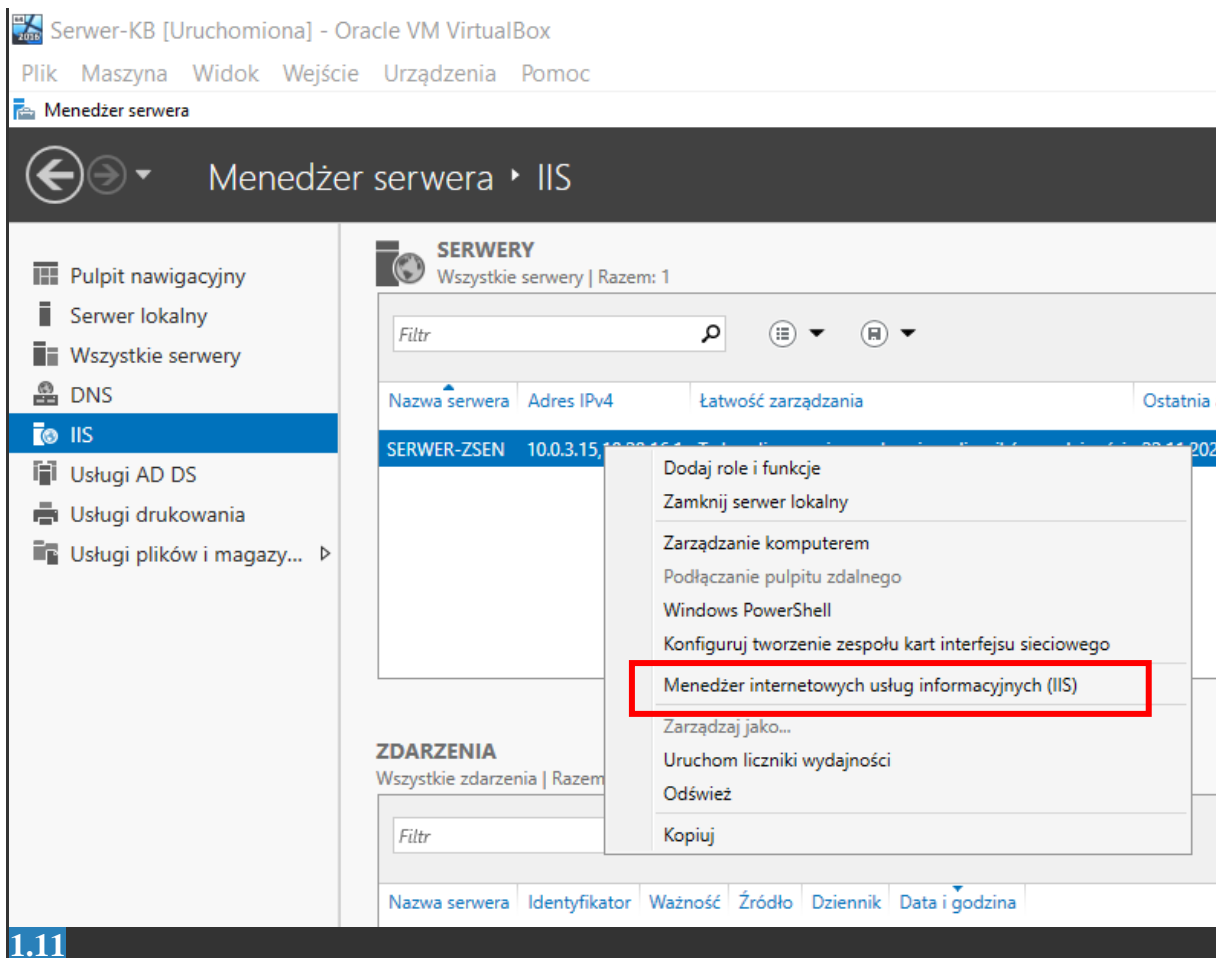 Serwer-KB [Uruchomiona] - Oracle VM VirtualBox
Plik Maszyna Widok Wejście Urządzenia Pomoc
Menedżer serwera
Menedżer serwera IIS
Pulpit nawigacyjny
Serwer lokalny
Wszystkie serwery
DNS
IIS
Usługi AD DS
Usługi drukowania
Usługi plików i magazy...
SERWERY
Wszystkie serwery | Razem: 1
Filtr
Nazwa serwera Adres IPv4 Łatwość zarządzania Ostatnia
SERWER-ZSEN 10.0.3.15,
Dodaj role i funkcje
Zamknij serwer lokalny
Zarządzanie komputerem
Podłączanie pulpitu zdalnego
Windows PowerShell
Konfiguruj tworzenie zespołu kart interfejsu sieciowego
Menedżer internetowych usług informacyjnych (IIS)
Zarządzaj jako...
Uruchom liczniki wydajności
Odśwież
Kopiuj
ZDARZENIA
Wszystkie zdarzenia | Razem
Filtr
Nazwa serwera Identyfikator Ważność Źródło Dziennik Data i godzina
1.11